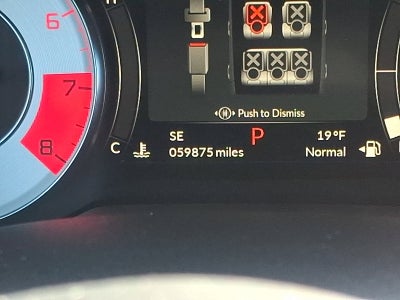 6
7
8
H
C
Push to Dismiss
SE P 19°F
059875 miles Normal